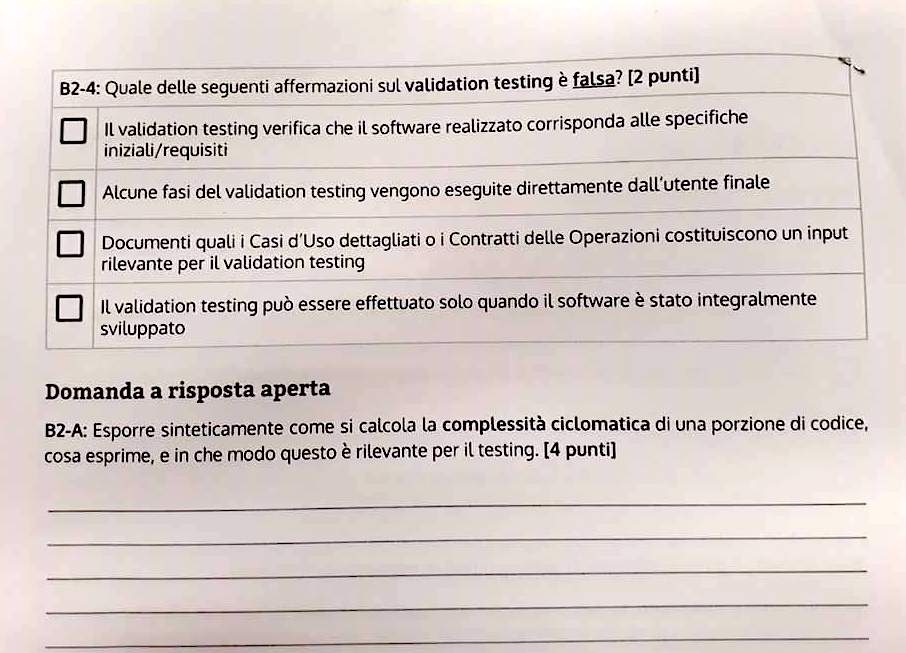 B2-4: Quale delle seguenti affermazioni sul validation testing è falsa? [2 punti]
Il validation testing verifica che il software realizzato corrisponda alle specifiche
iniziali/requisiti
Alcune fasi del validation testing vengono eseguite direttamente dall'utente finale
Documenti quali i Casi d'Uso dettagliati o i Contratti delle Operazioni costituiscono un input
rilevante per il validation testing
Il validation testing può essere effettuato solo quando il software è stato integralmente
sviluppato
Domanda a risposta aperta
B2-A: Esporre sinteticamente come si calcola la complessità ciclomatica di una porzione di codice,
cosa esprime, e in che modo questo è rilevante per il testing. [4 punti]